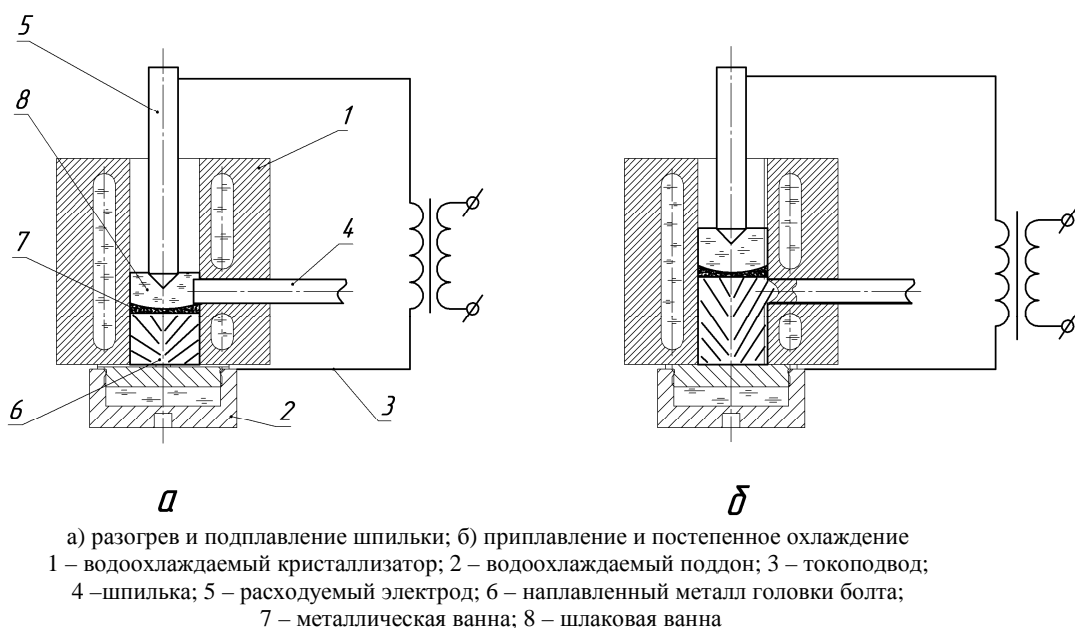 5
8
1
7
4
6
2
3
а
б
а) разогрев и подплавление шпильки; б) приплавление и постепенное охлаждение
1 – водоохлаждаемый кристаллизатор; 2 – водоохлаждаемый поддон; 3 – токоподвод;
4 –шпилька; 5 – расходуемый электрод; 6 – наплавленный металл головки болта;
7 – металлическая ванна; 8 – шлаковая ванна